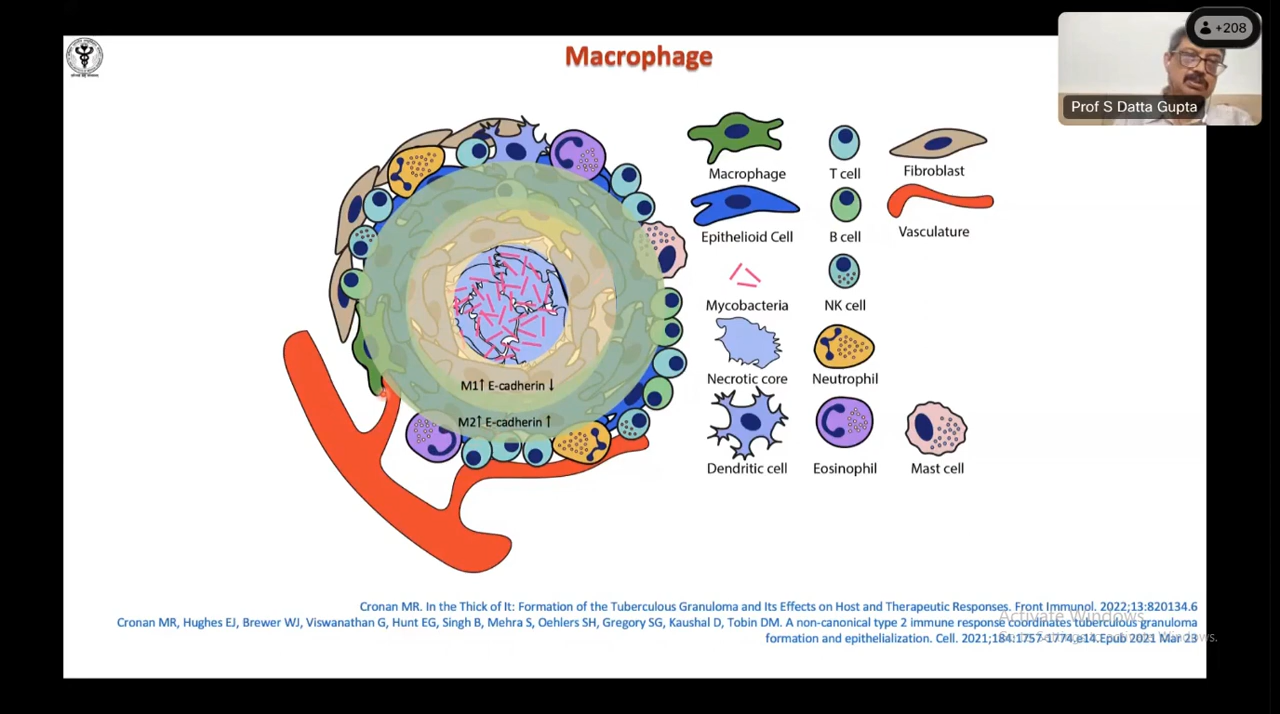 Macrophage
+208
Prof S Datta Gupta
Macrophage
T cell
Fibroblast
Epithelioid Cell
B cell
Vasculature
Mycobacteria
NK cell
Necrotic core
Neutrophil
Dendritic cell
Eosinophil
Mast cell
M1↑ E-cadherin ↓
M2↑ E-cadherin ↑
Cronan MR. In the Thick of It: Formation of the Tuberculous Granuloma and Its Effects on Host and Therapeutic Responses. Front Immunol. 2022;13:820134.6
Cronan MR, Hughes EJ, Brewer WJ, Viswanathan G, Hunt EG, Singh B, Mehra S, Oehlers SH, Gregory SG, Kaushal D, Tobin DM. A non-canonical type 2 immune response coordinates tuberculous granuloma
formation and epithelialization. Cell. 2021;184:1757-1774.e14.Epub 2021 Mar 23
Activate Windows